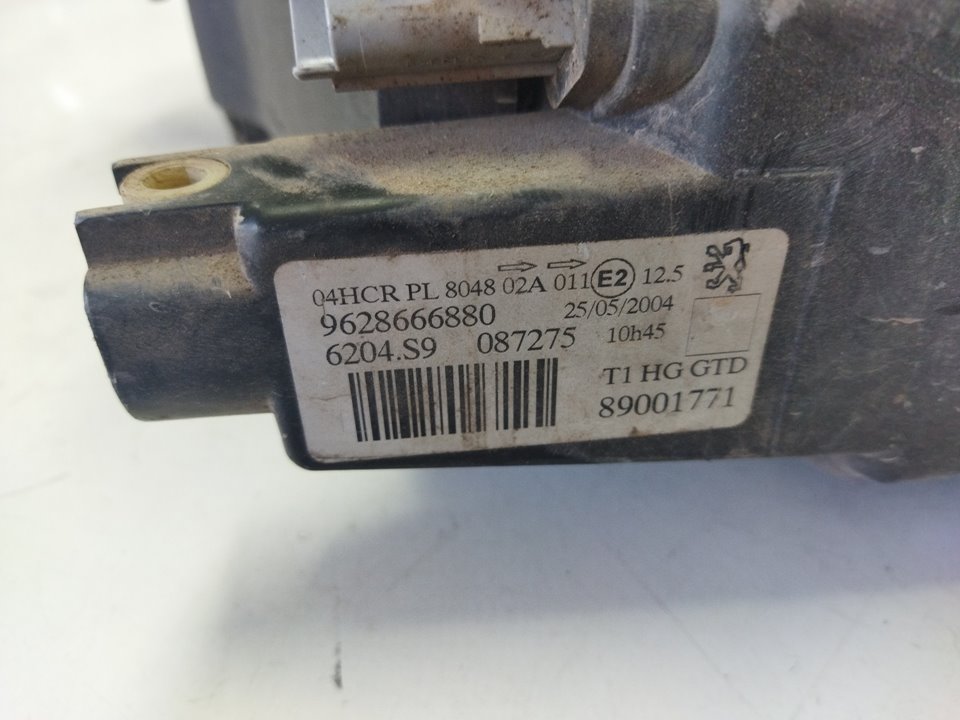 04HCR PL 8048 02A 011 E2 12.5
9628666880 25/05/2004
6204.S9 087275 10h45
T1 HG GTD
89001771